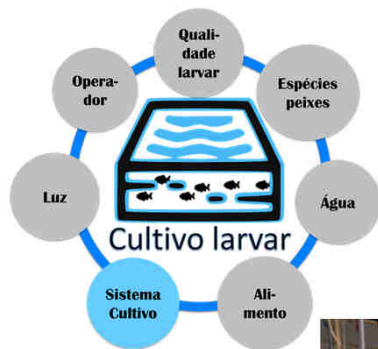 Quali-
dade
larvar
Opera-
dor
Espécies
peixes
Luz
Água
Cultivo larvar
Sistema
Cultivo
Ali-
mento